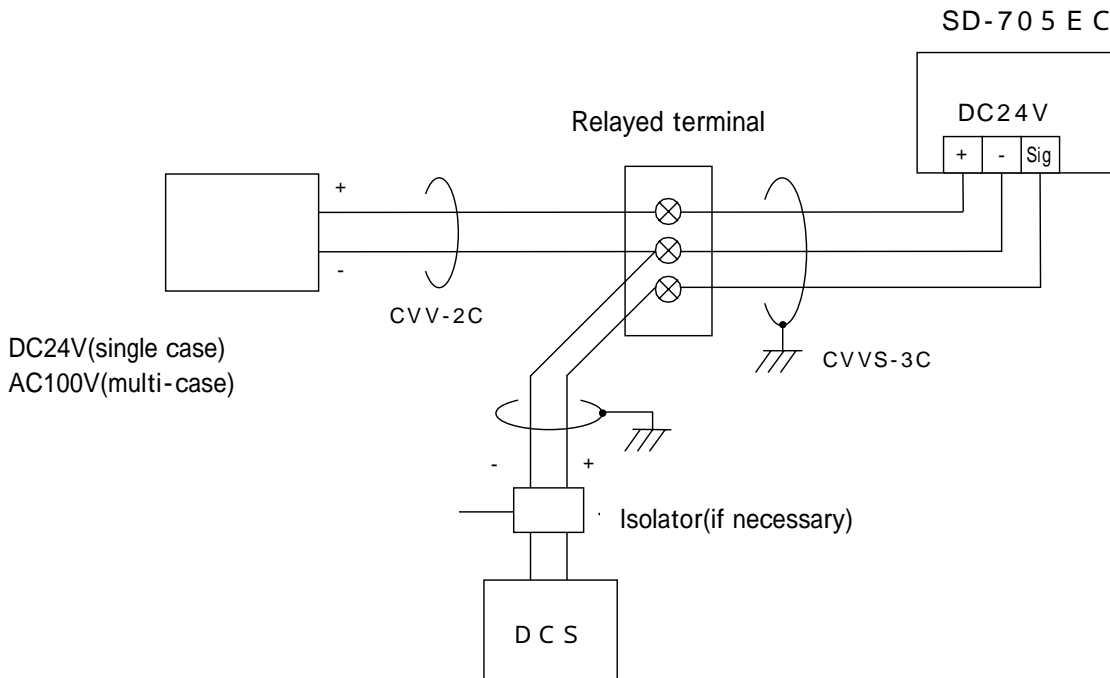 SD-705EC
DC24V
Relayed terminal
+ - Sig
+
-
CVV-2C
DC24V(single case)
AC100V(multi-case)
CVVS-3C
- +
Isolator(if necessary)
DCS